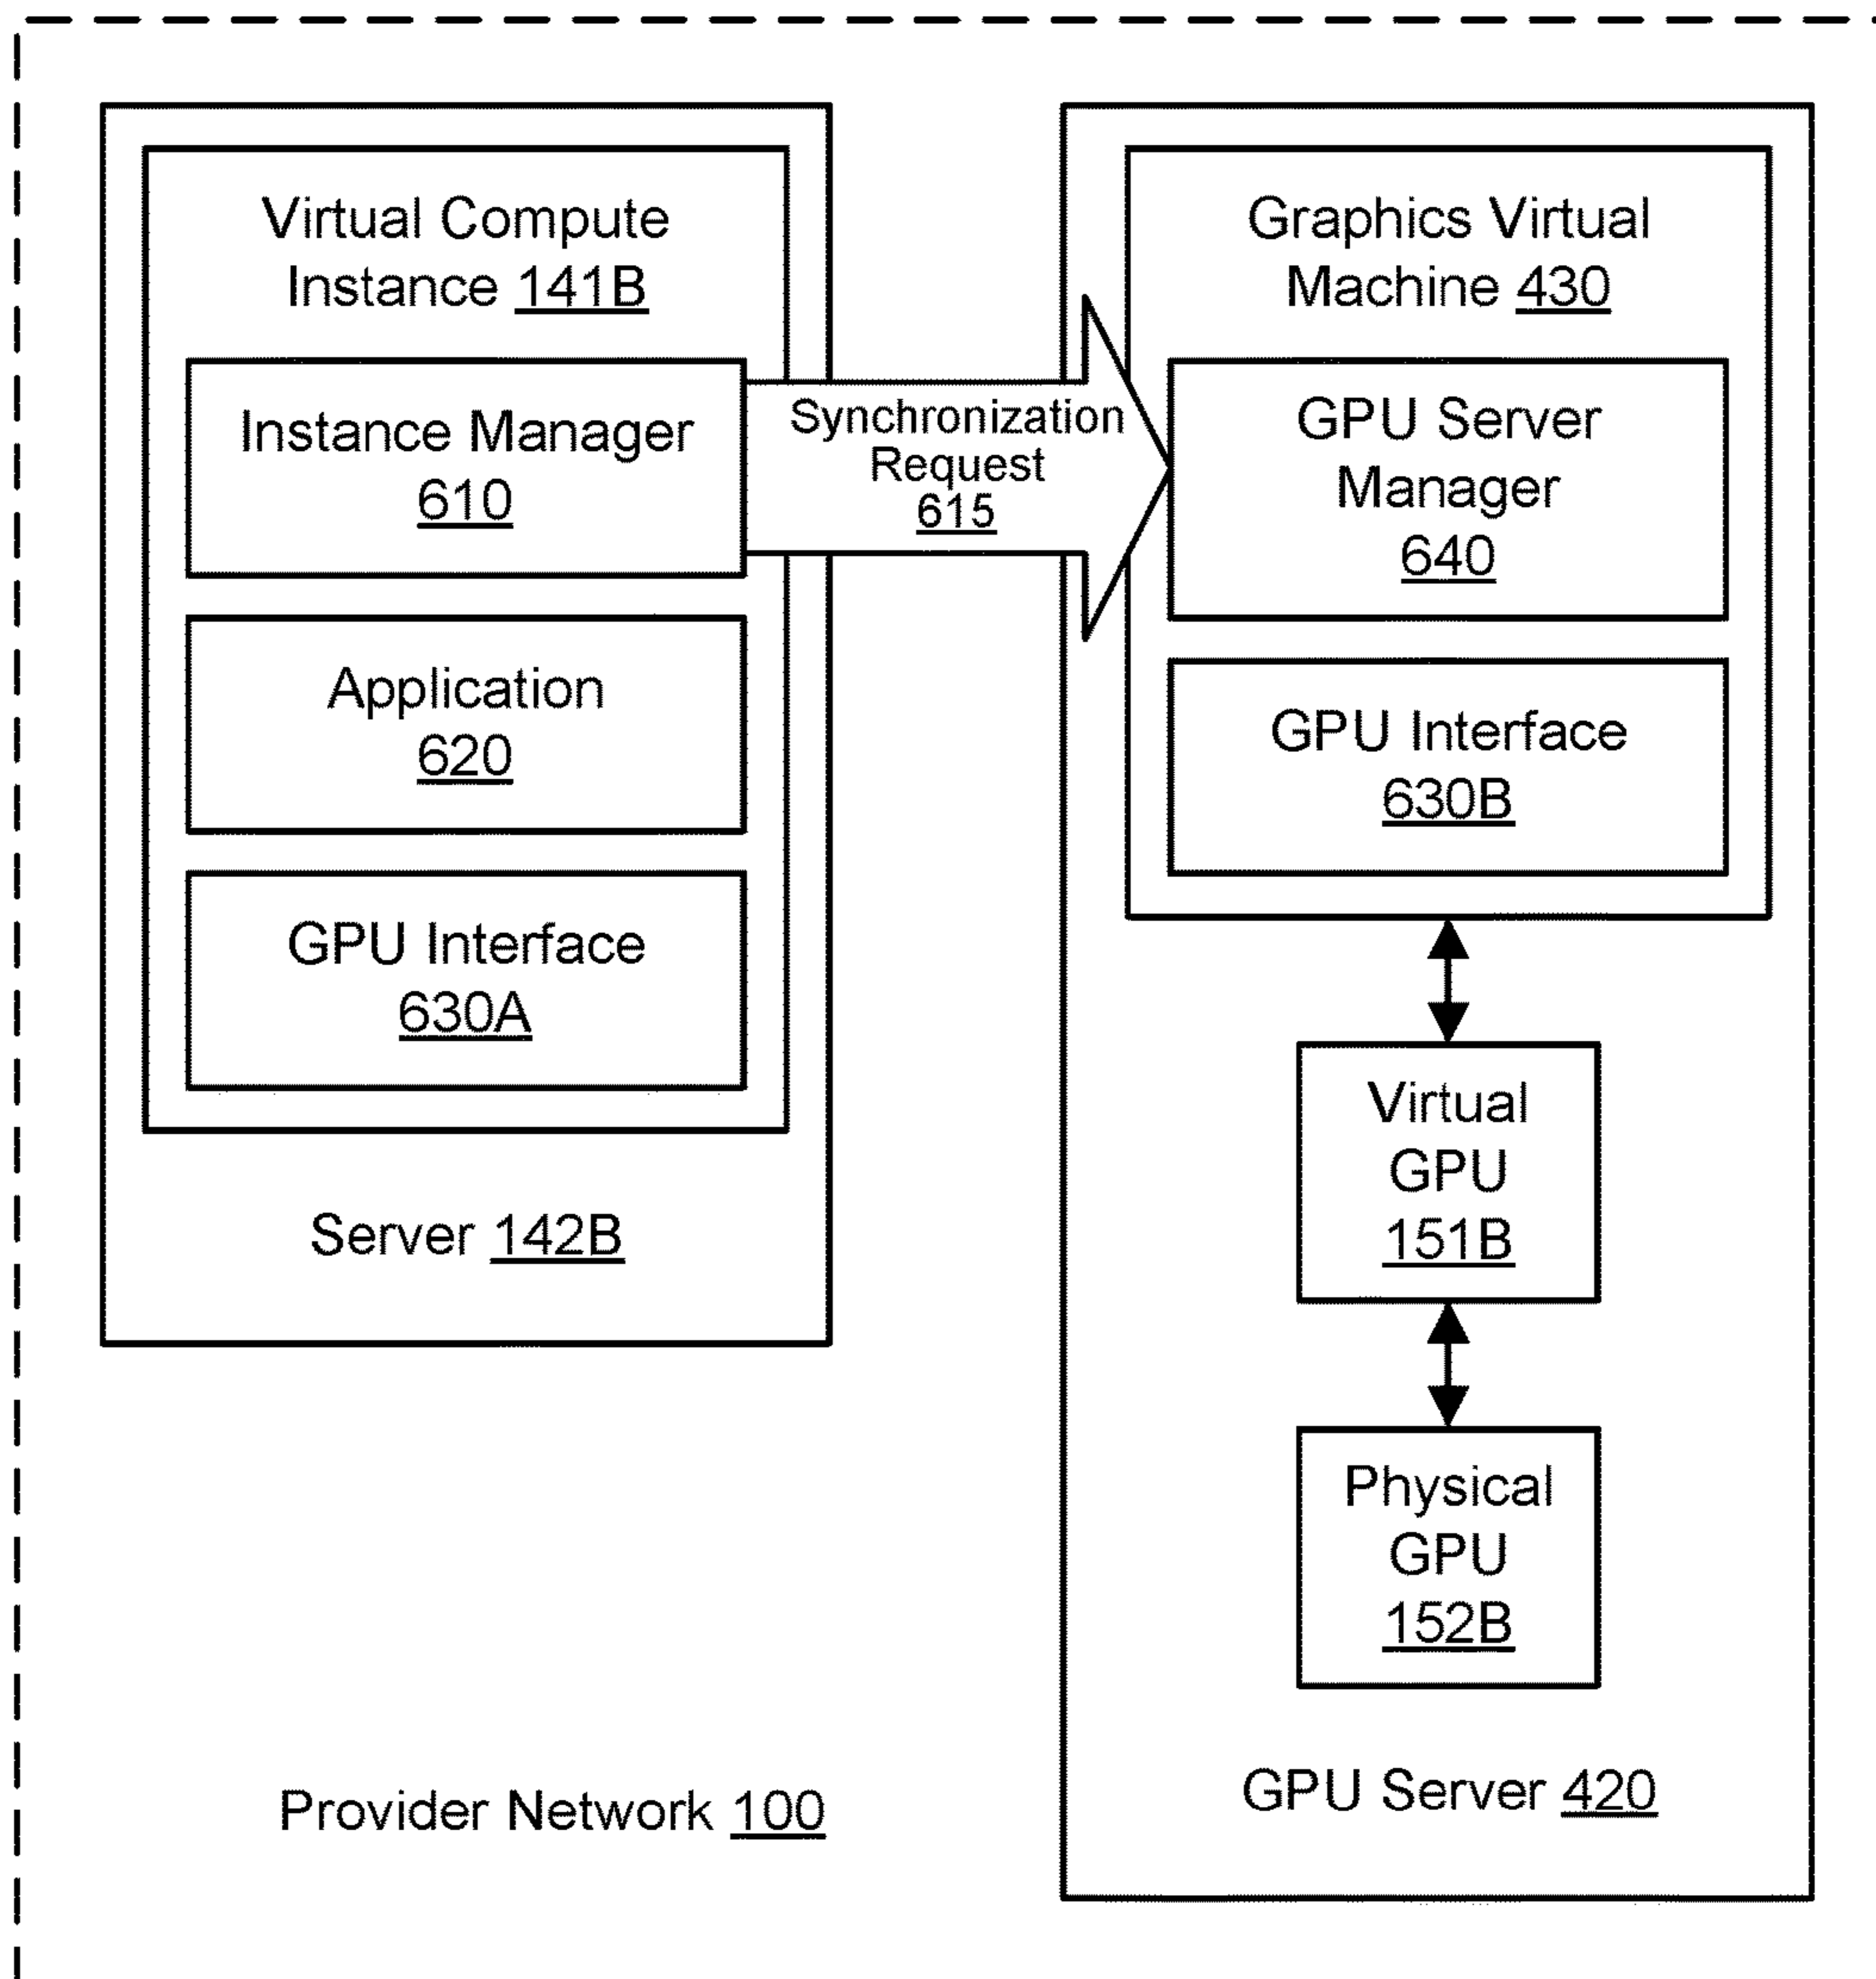 Virtual Compute
Instance 141B
Instance Manager
610
Application
620
GPU Interface
630A
Server 142B
Synchronization
Request
615
Graphics Virtual
Machine 430
GPU Server
Manager
640
GPU Interface
630B
Virtual
GPU
151B
Physical
GPU
152B
GPU Server 420
Provider Network 100